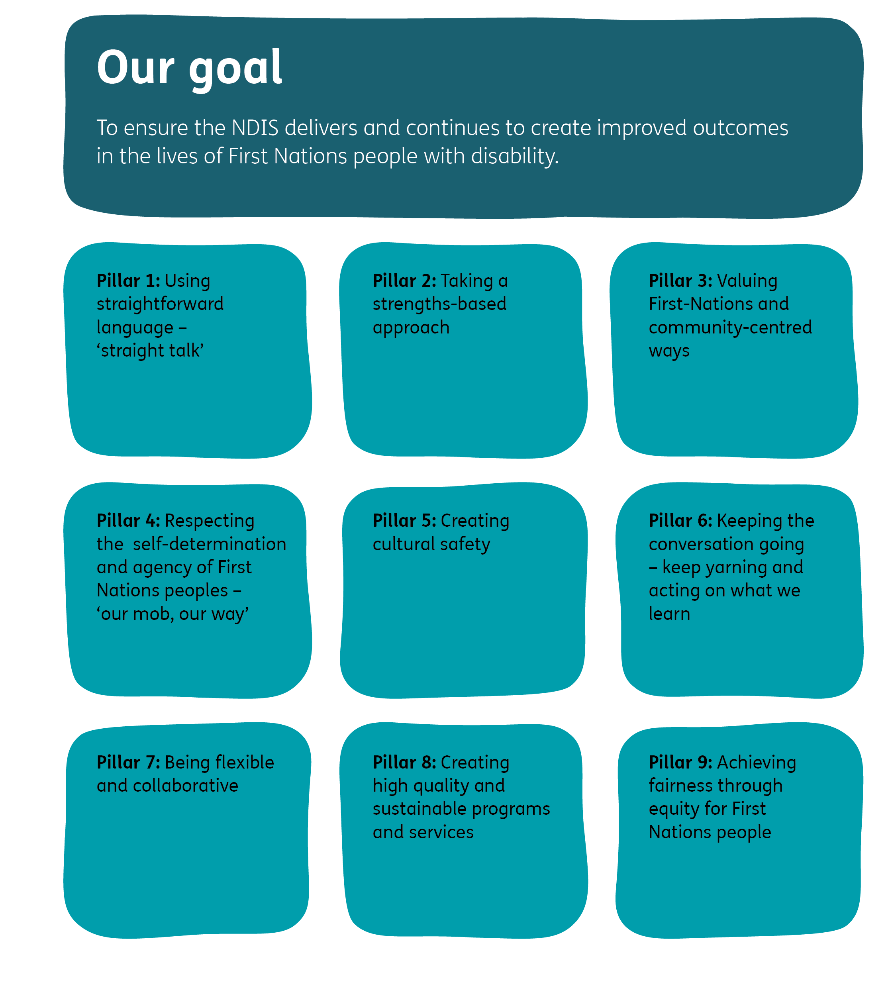 Our goal
To ensure the NDIS delivers and continues to create improved outcomes
in the lives of First Nations people with disability.
Pillar 1: Using
straightforward
language –
‘straight talk’
Pillar 2: Taking a
strengths-based
approach
Pillar 3: Valuing
First-Nations and
community-centred
ways
Pillar 4: Respecting
the  self-determination
and agency of First
Nations peoples –
‘our mob, our way’
Pillar 5: Creating
cultural safety
Pillar 6: Keeping the
conversation going
– keep yarning and
acting on what we
learn
Pillar 7: Being flexible
and collaborative
Pillar 8: Creating
high quality and
sustainable programs
and services
Pillar 9: Achieving
fairness through
equity for First
Nations people